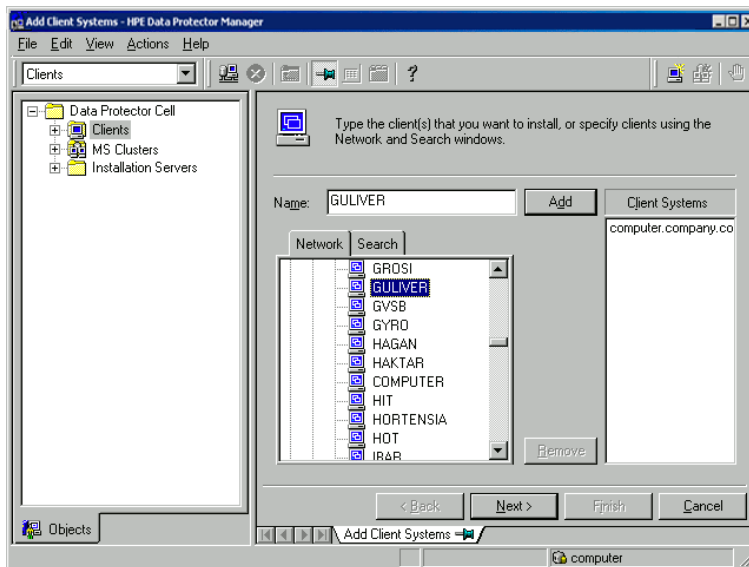 Add Client Systems - HPE Data Protector Manager
File Edit View Actions Help
Clients
Data Protector Cell
Clients
MS Clusters
Installation Servers
Objects
Type the client(s) that you want to install, or specify clients using the
Network and Search windows.
Name: GULIVER Add
Client Systems
computer.company.co
Network Search
GROSI
GULIVER
GVSB
GYRO
HAGAN
HAKTAR
COMPUTER
HIT
HORTENSIA
HOT
IBAR
Remove
< Back Next > Finish Cancel
Add Client Systems
computer